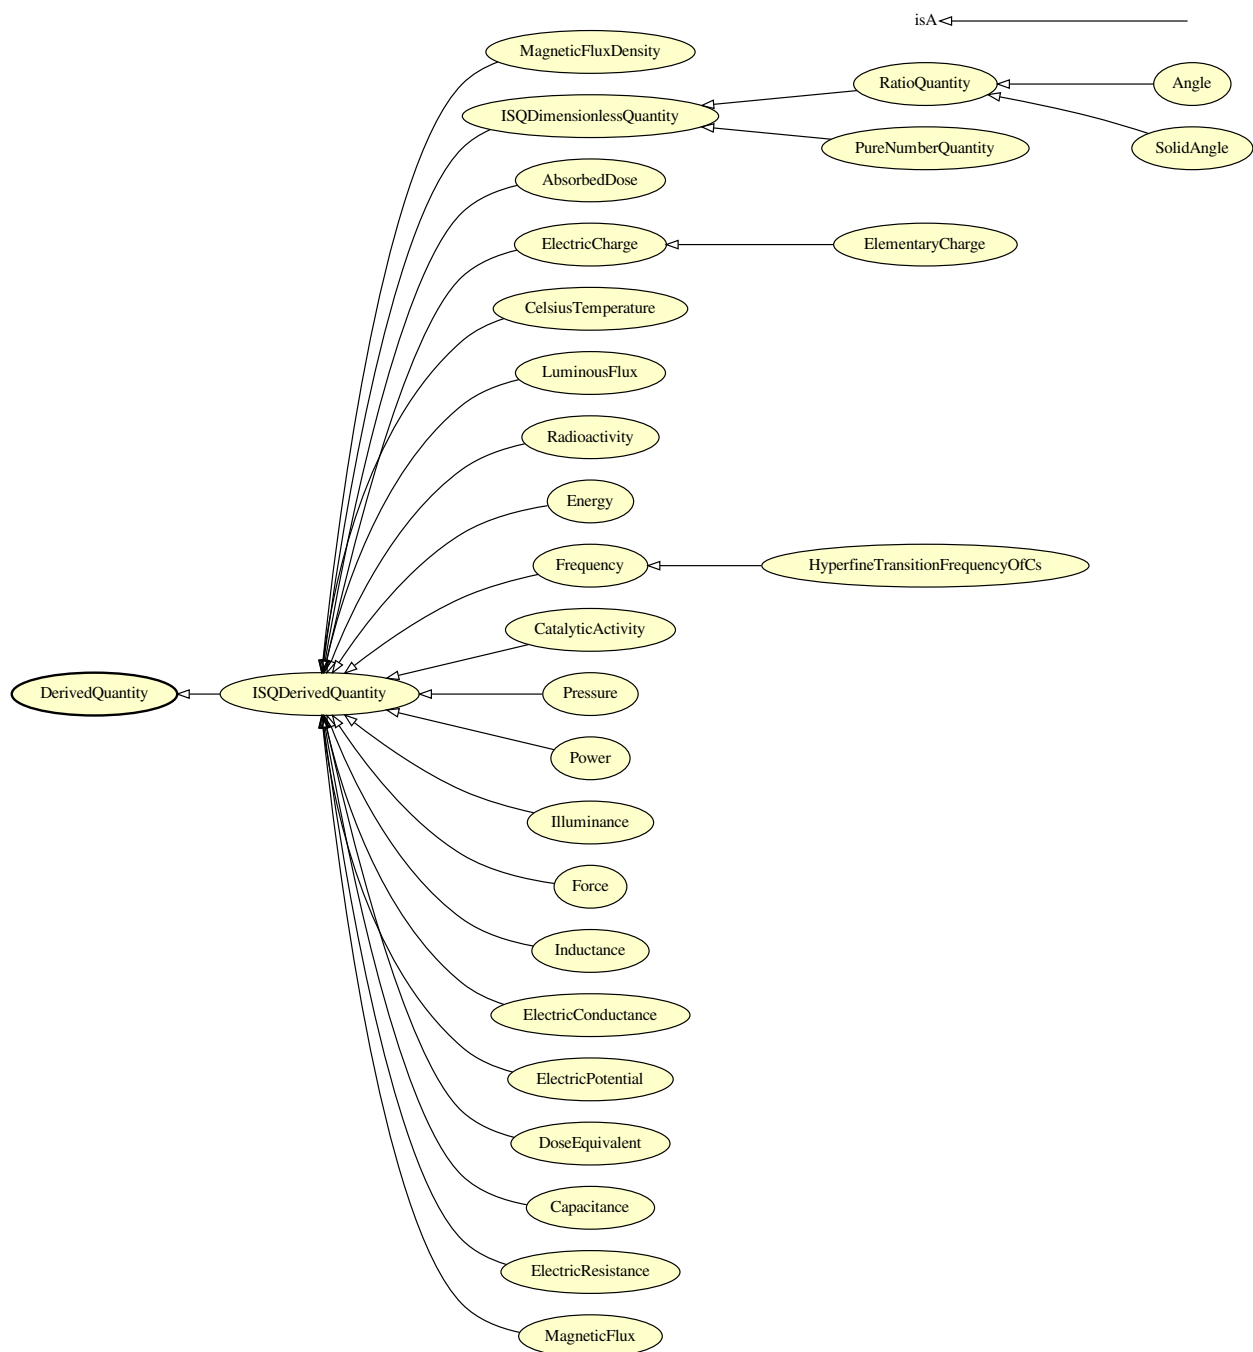 isA
MagneticFluxDensity
RatioQuantity
Angle
ISQDimensionlessQuantity
PureNumberQuantity
SolidAngle
AbsorbedDose
ElectricCharge
ElementaryCharge
CelsiusTemperature
LuminousFlux
Radioactivity
Energy
Frequency
HyperfineTransitionFrequencyOfCs
CatalyticActivity
DerivedQuantity
ISQDerivedQuantity
Pressure
Power
Illuminance
Force
Inductance
ElectricConductance
ElectricPotential
DoseEquivalent
Capacitance
ElectricResistance
MagneticFlux